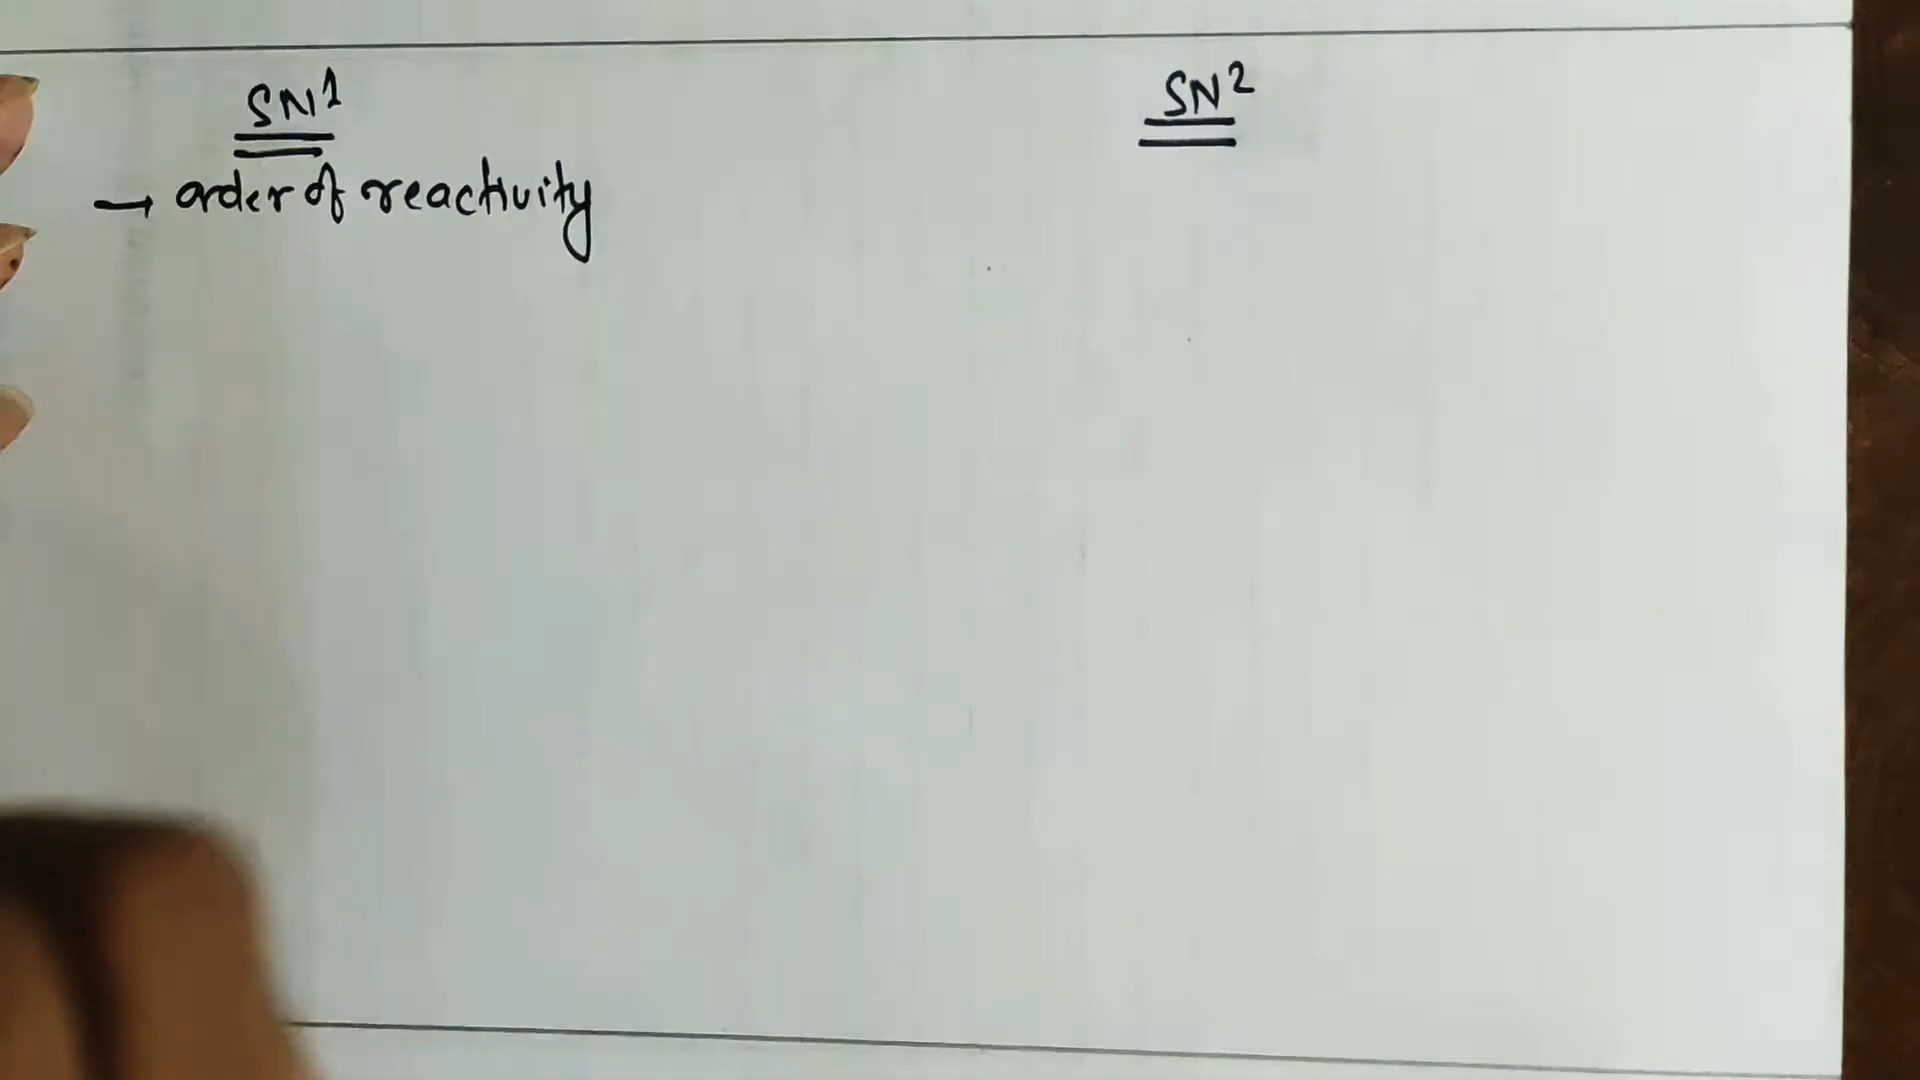 SN1
SN2
→ order of reactivity